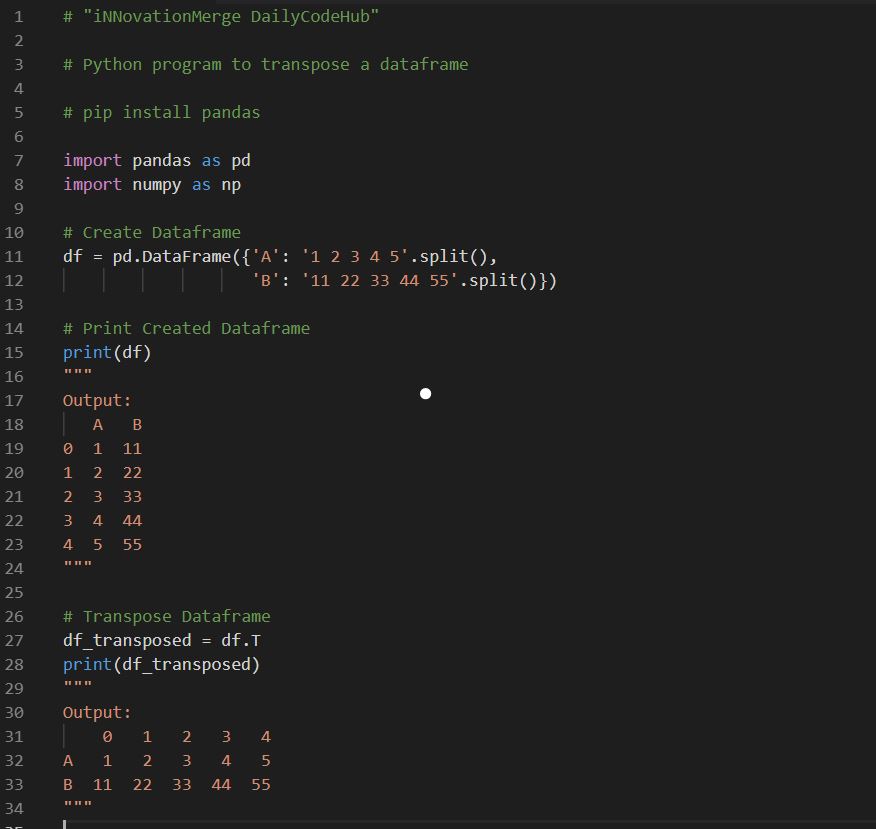 1 # "iNNovationMerge DailyCodeHub"
2
3 # Python program to transpose a dataframe
4
5 # pip install pandas
6
7 import pandas as pd
8 import numpy as np
9
10 # Create Dataframe
11 df = pd.DataFrame({'A': '1 2 3 4 5'.split(),
12                    'B': '11 22 33 44 55'.split()})
13
14 # Print Created Dataframe
15 print(df)
16 """
17 Output:
18    A   B
19 0  1  11
20 1  2  22
21 2  3  33
22 3  4  44
23 4  5  55
24 """
25
26 # Transpose Dataframe
27 df_transposed = df.T
28 print(df_transposed)
29 """
30 Output:
31     0   1   2   3   4
32 A   1   2   3   4   5
33 B  11  22  33  44  55
34 """